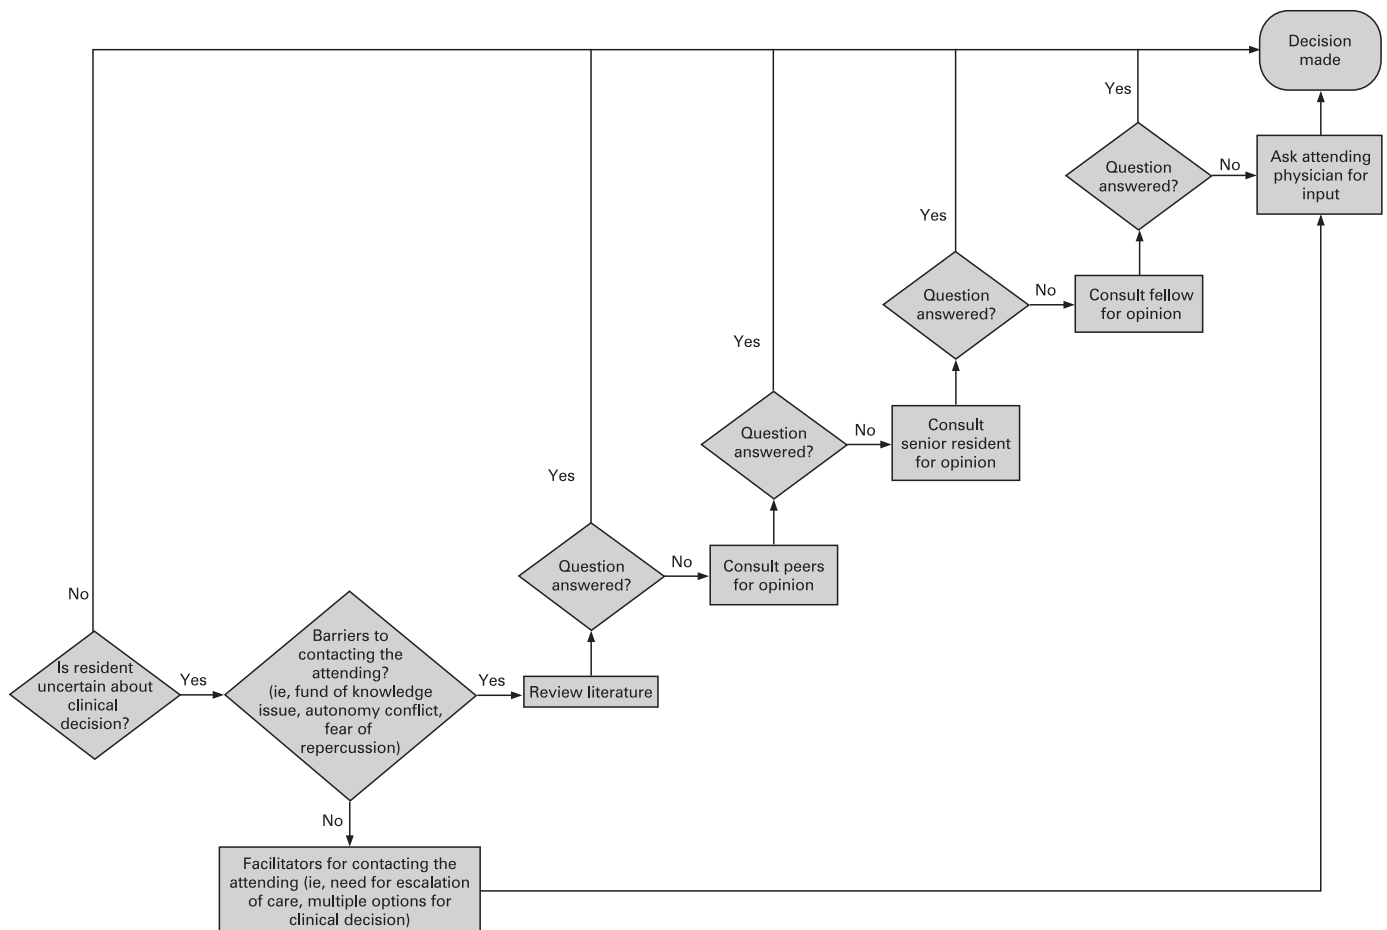 Decision
made
Yes
Question
answered?
No
Ask attending
physician for
input
Yes
Question
answered?
No
Consult fellow
for opinion
Yes
Question
answered?
No
Consult
senior resident
for opinion
Yes
Question
answered?
No
Consult peers
for opinion
No
Is resident
uncertain about
clinical
decision?
Yes
Barriers to
contacting the
attending?
(ie, fund of knowledge
issue, autonomy conflict,
fear of
repercussion)
Yes
Review literature
No
Facilitators for contacting the
attending (ie, need for escalation
of care, multiple options for
clinical decision)